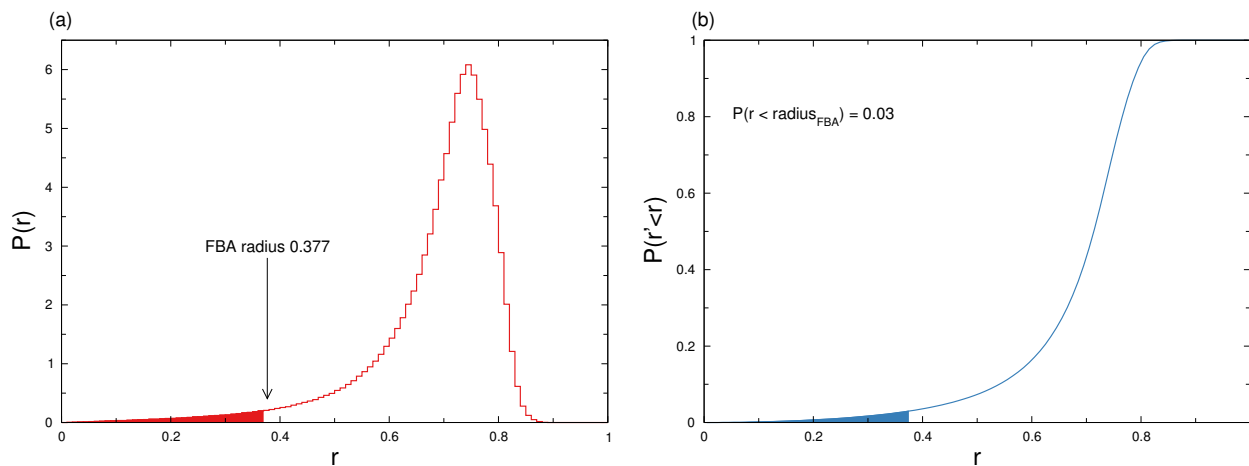 (a)
6
5
4
3
2
1
0
P(r)
FBA radius 0.377
0 0.2 0.4 0.6 0.8 1
r
(b)
1
0.8
0.6
0.4
0.2
0
P(r'<r)
P(r < radius_FBA) = 0.03
0 0.2 0.4 0.6 0.8
r